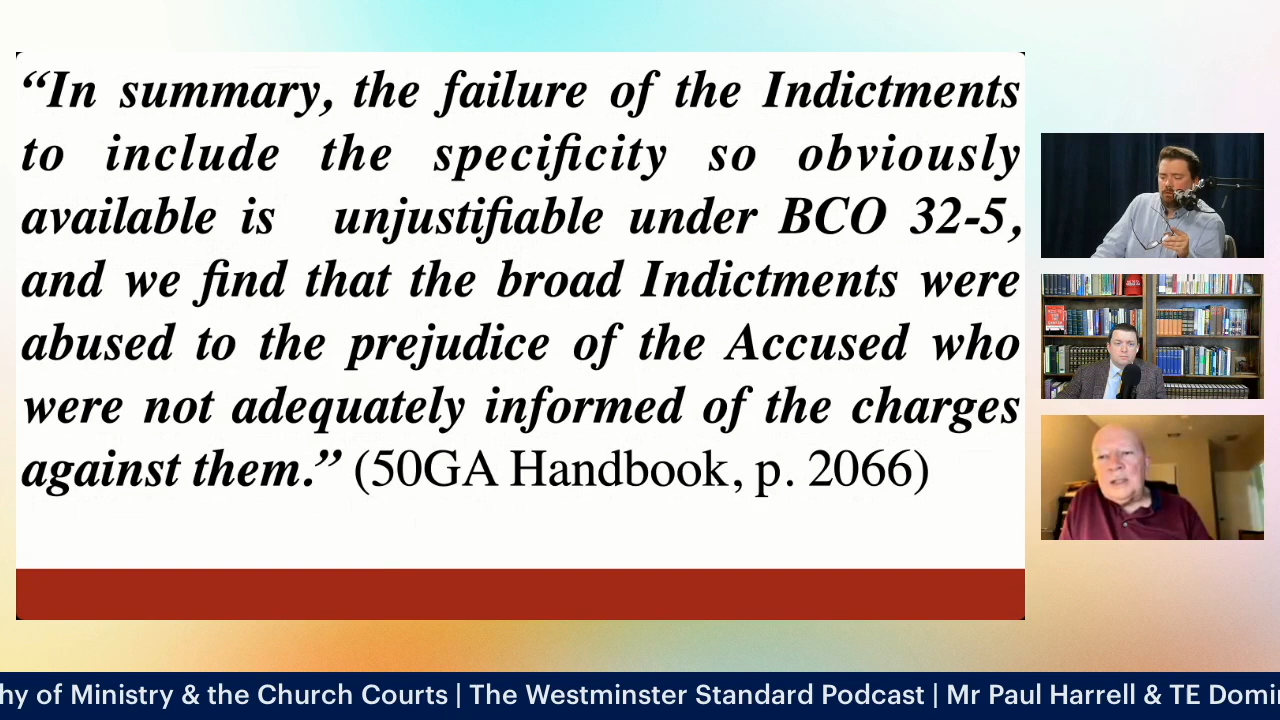 “In summary, the failure of the Indictments
to include the specificity so obviously
available is unjustifiable under BCO 32-5,
and we find that the broad Indictments were
abused to the prejudice of the Accused who
were not adequately informed of the charges
against them.” (50GA Handbook, p. 2066)
hy of Ministry & the Church Courts | The Westminster Standard Podcast | Mr Paul Harrell & TE Domi